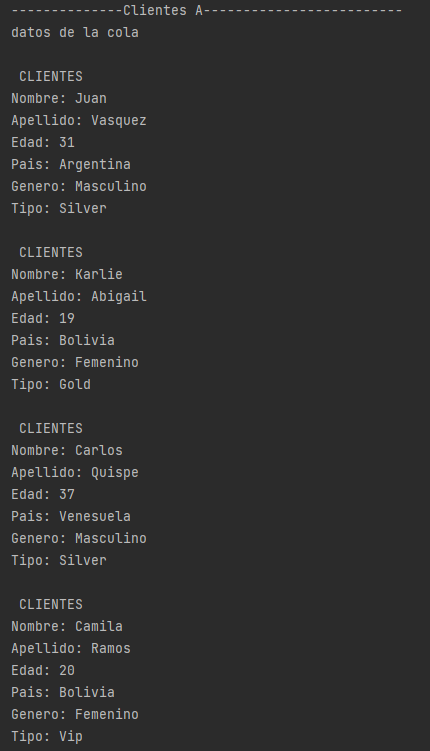 --------------Clientes A-------------------------
datos de la cola

 CLIENTES
Nombre: Juan
Apellido: Vasquez
Edad: 31
Pais: Argentina
Genero: Masculino
Tipo: Silver

 CLIENTES
Nombre: Karlie
Apellido: Abigail
Edad: 19
Pais: Bolivia
Genero: Femenino
Tipo: Gold

 CLIENTES
Nombre: Carlos
Apellido: Quispe
Edad: 37
Pais: Venesuela
Genero: Masculino
Tipo: Silver

 CLIENTES
Nombre: Camila
Apellido: Ramos
Edad: 20
Pais: Bolivia
Genero: Femenino
Tipo: Vip